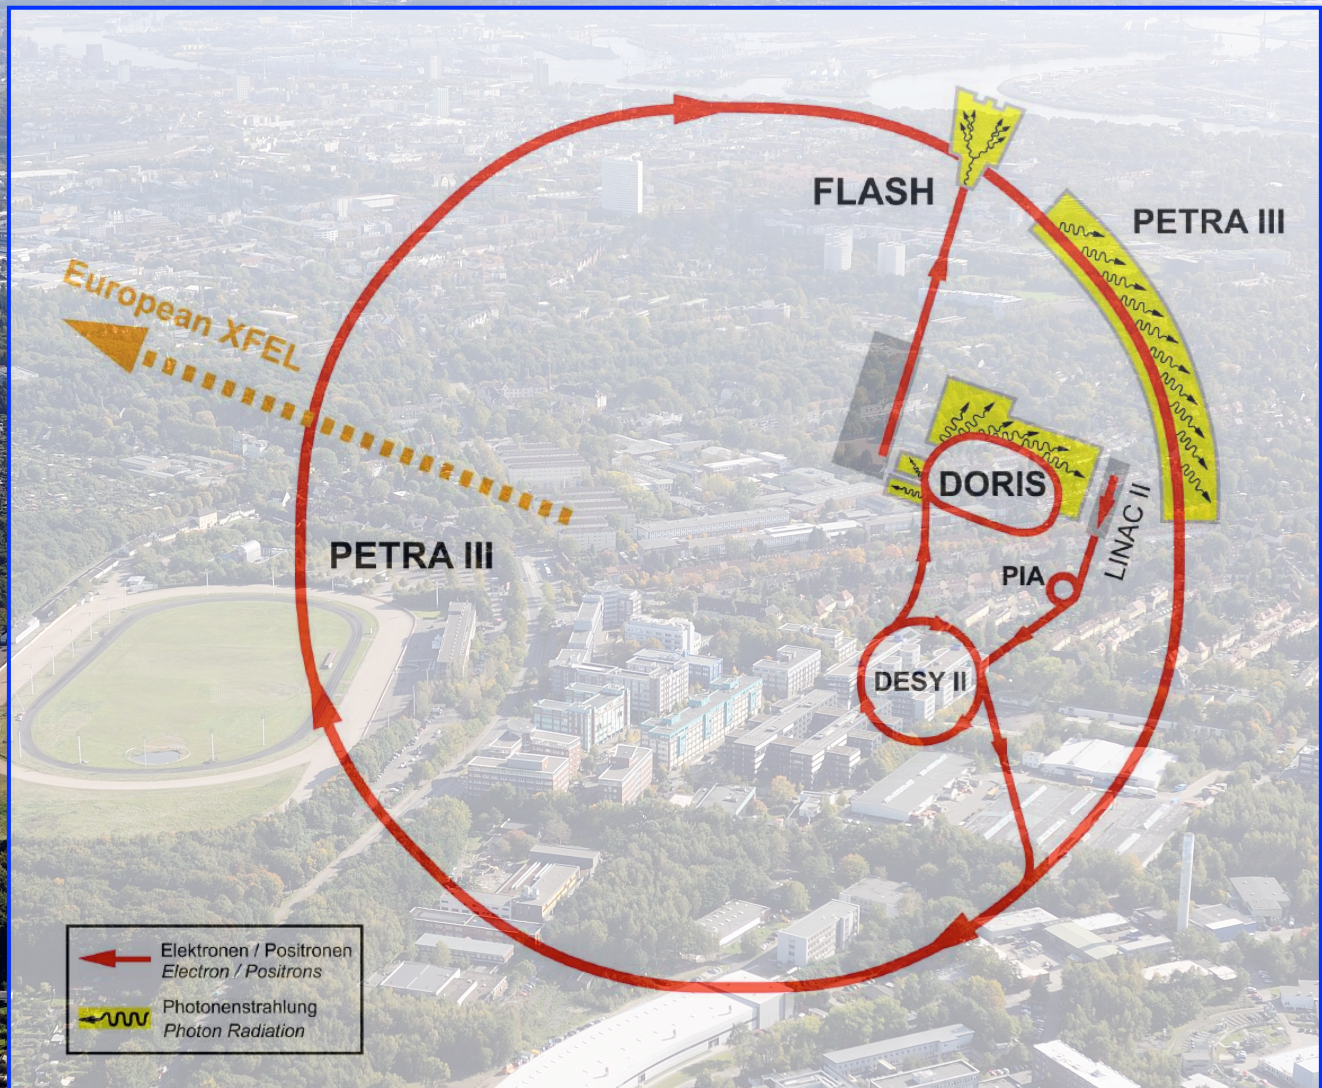 FLASH
PETRA III
European XFEL
DORIS
LINAC II
PETRA III
PIA
DESY II
Elektronen / Positronen
Electron / Positrons
Photonenstrahlung
Photon Radiation